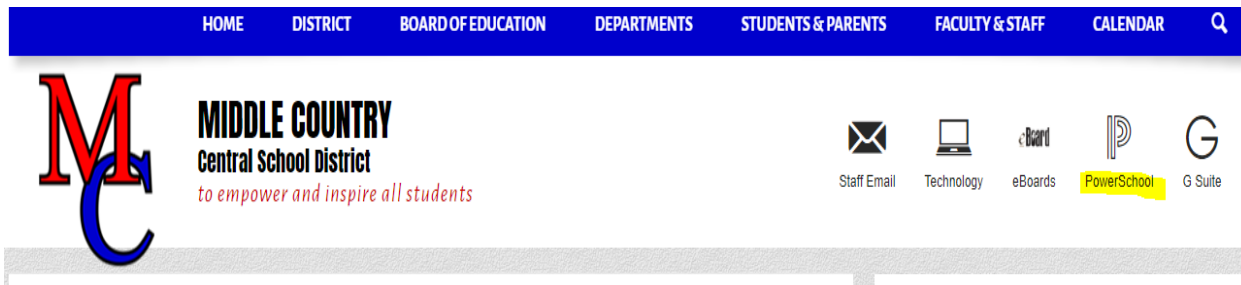 HOME DISTRICT BOARD OF EDUCATION DEPARTMENTS STUDENTS & PARENTS FACULTY & STAFF CALENDAR
MC
MIDDLE COUNTRY
Central School District
to empower and inspire all students
eBoard
Staff Email Technology eBoards PowerSchool G Suite